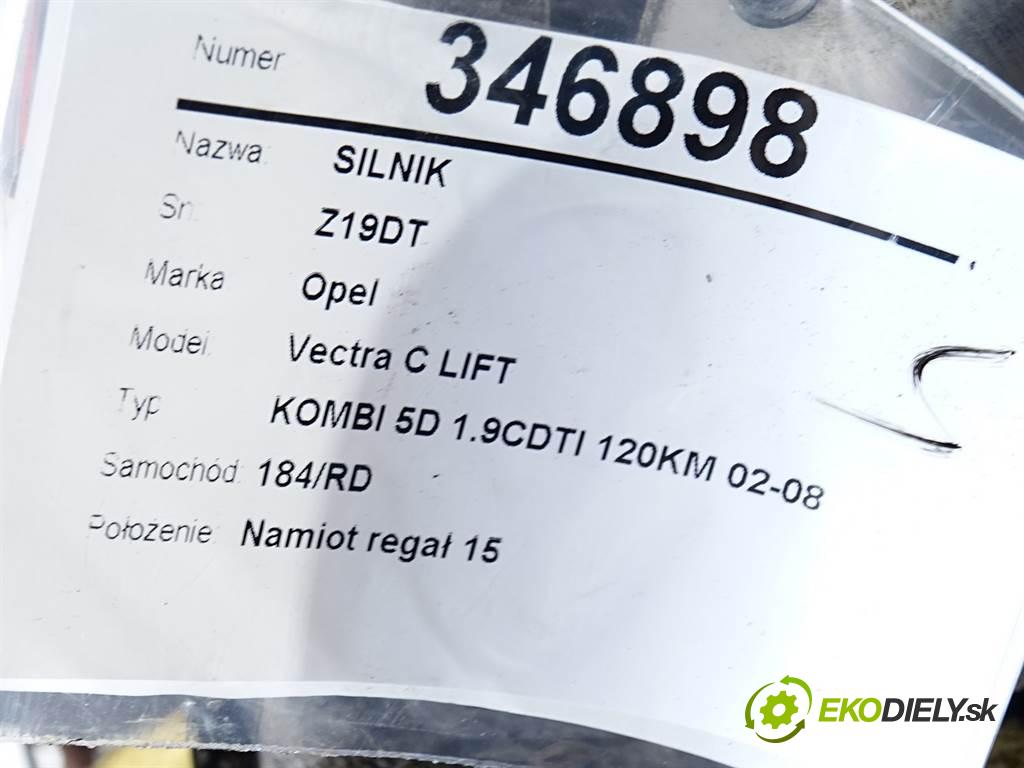 Numer 346898
Nazwa: SILNIK
Sn: Z19DT
Marka Opel
Model: Vectra C LIFT
Typ KOMBI 5D 1.9CDTI 120KM 02-08
Samochód: 184/RD
Położenie: Namiot regał 15
EKODIELY.sk